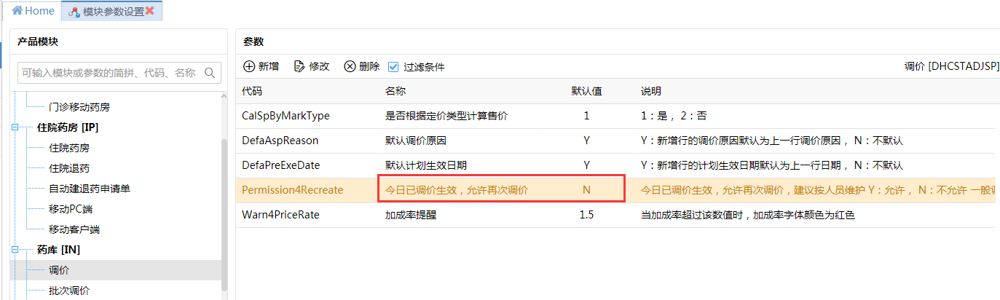 Home 模块参数设置
产品模块
可输入模块或参数的简拼、代码、名称
门诊移动药房
住院药房 [IP]
住院药房
住院退药
自动建退药申请单
移动PC端
移动客户端
药库 [IN]
调价
批次调价
参数
新增 修改 删除 过滤条件 调价 [DHCSTADJSP]
代码 名称 默认值 说明
CalSpByMarkType 是否根据定价类型计算售价 1 1：是， 2：否
DefaAspReason 默认调价原因 Y Y：新增行的调价原因默认为上一行调价原因， N：不默认
DefaPreExeDate 默认计划生效日期 Y Y：新增行的计划生效日期默认为上一行日期， N：不默认
Permission4Recreate 今日已调价生效，允许再次调价 N 今日已调价生效，允许再次调价，建议按人员维护 Y：允许， N：不允许 一般调
Warn4PriceRate 加成率提醒 1.5 当加成率超过该数值时，加成率字体颜色为红色